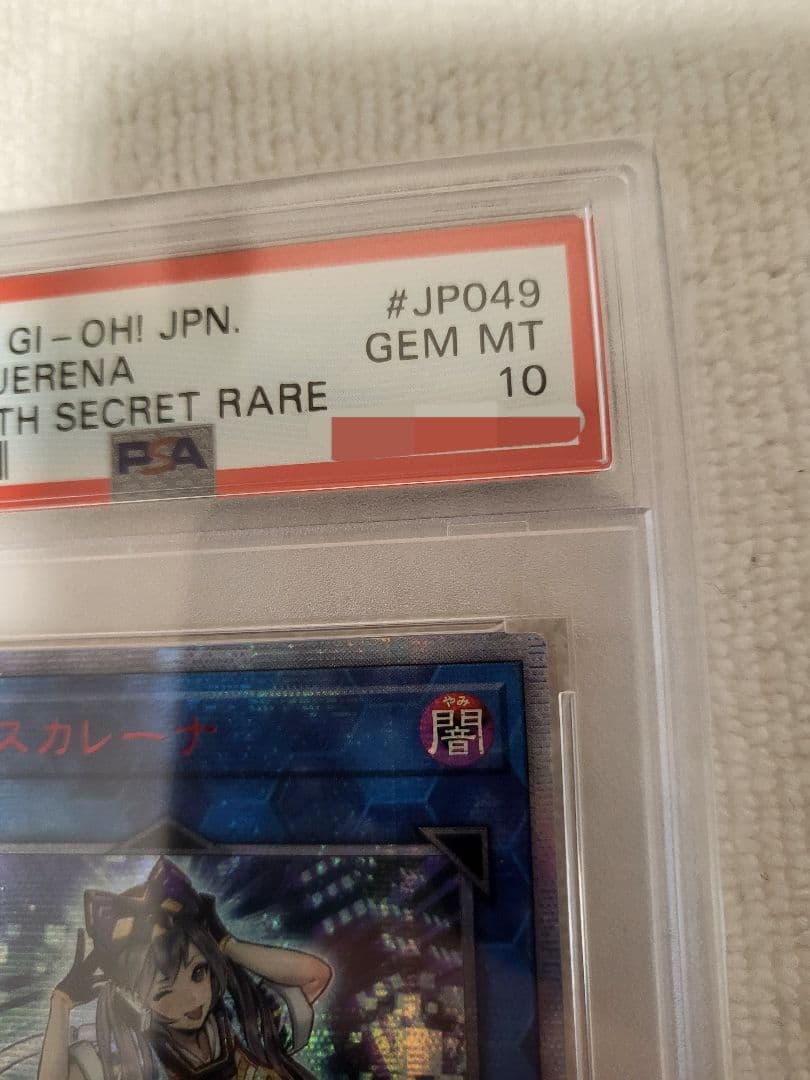 GI-OH! JPN.
#JP049
UERENA
GEM MT
TH SECRET RARE
10
PSA
スカレーナ
やみ
闇